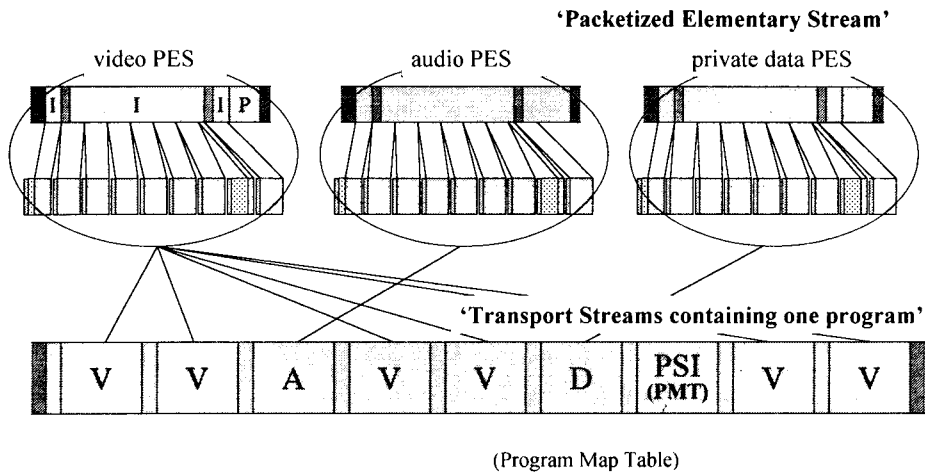 ‘Packetized Elementary Stream’
video PES audio PES private data PES
I I I P
‘Transport Streams containing one program’
V V A V V D PSI V V
(PMT)
(Program Map Table)